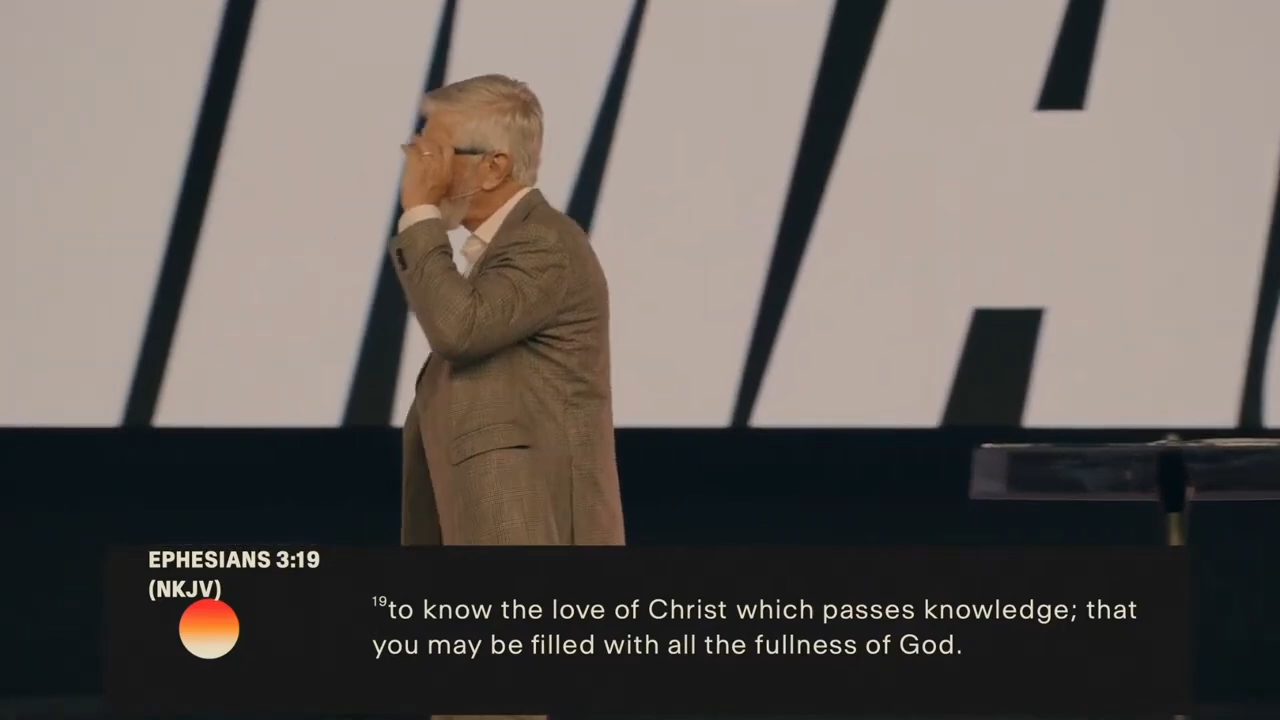 EPHESIANS 3:19
(NKJV)
¹⁹to know the love of Christ which passes knowledge; that
you may be filled with all the fullness of God.